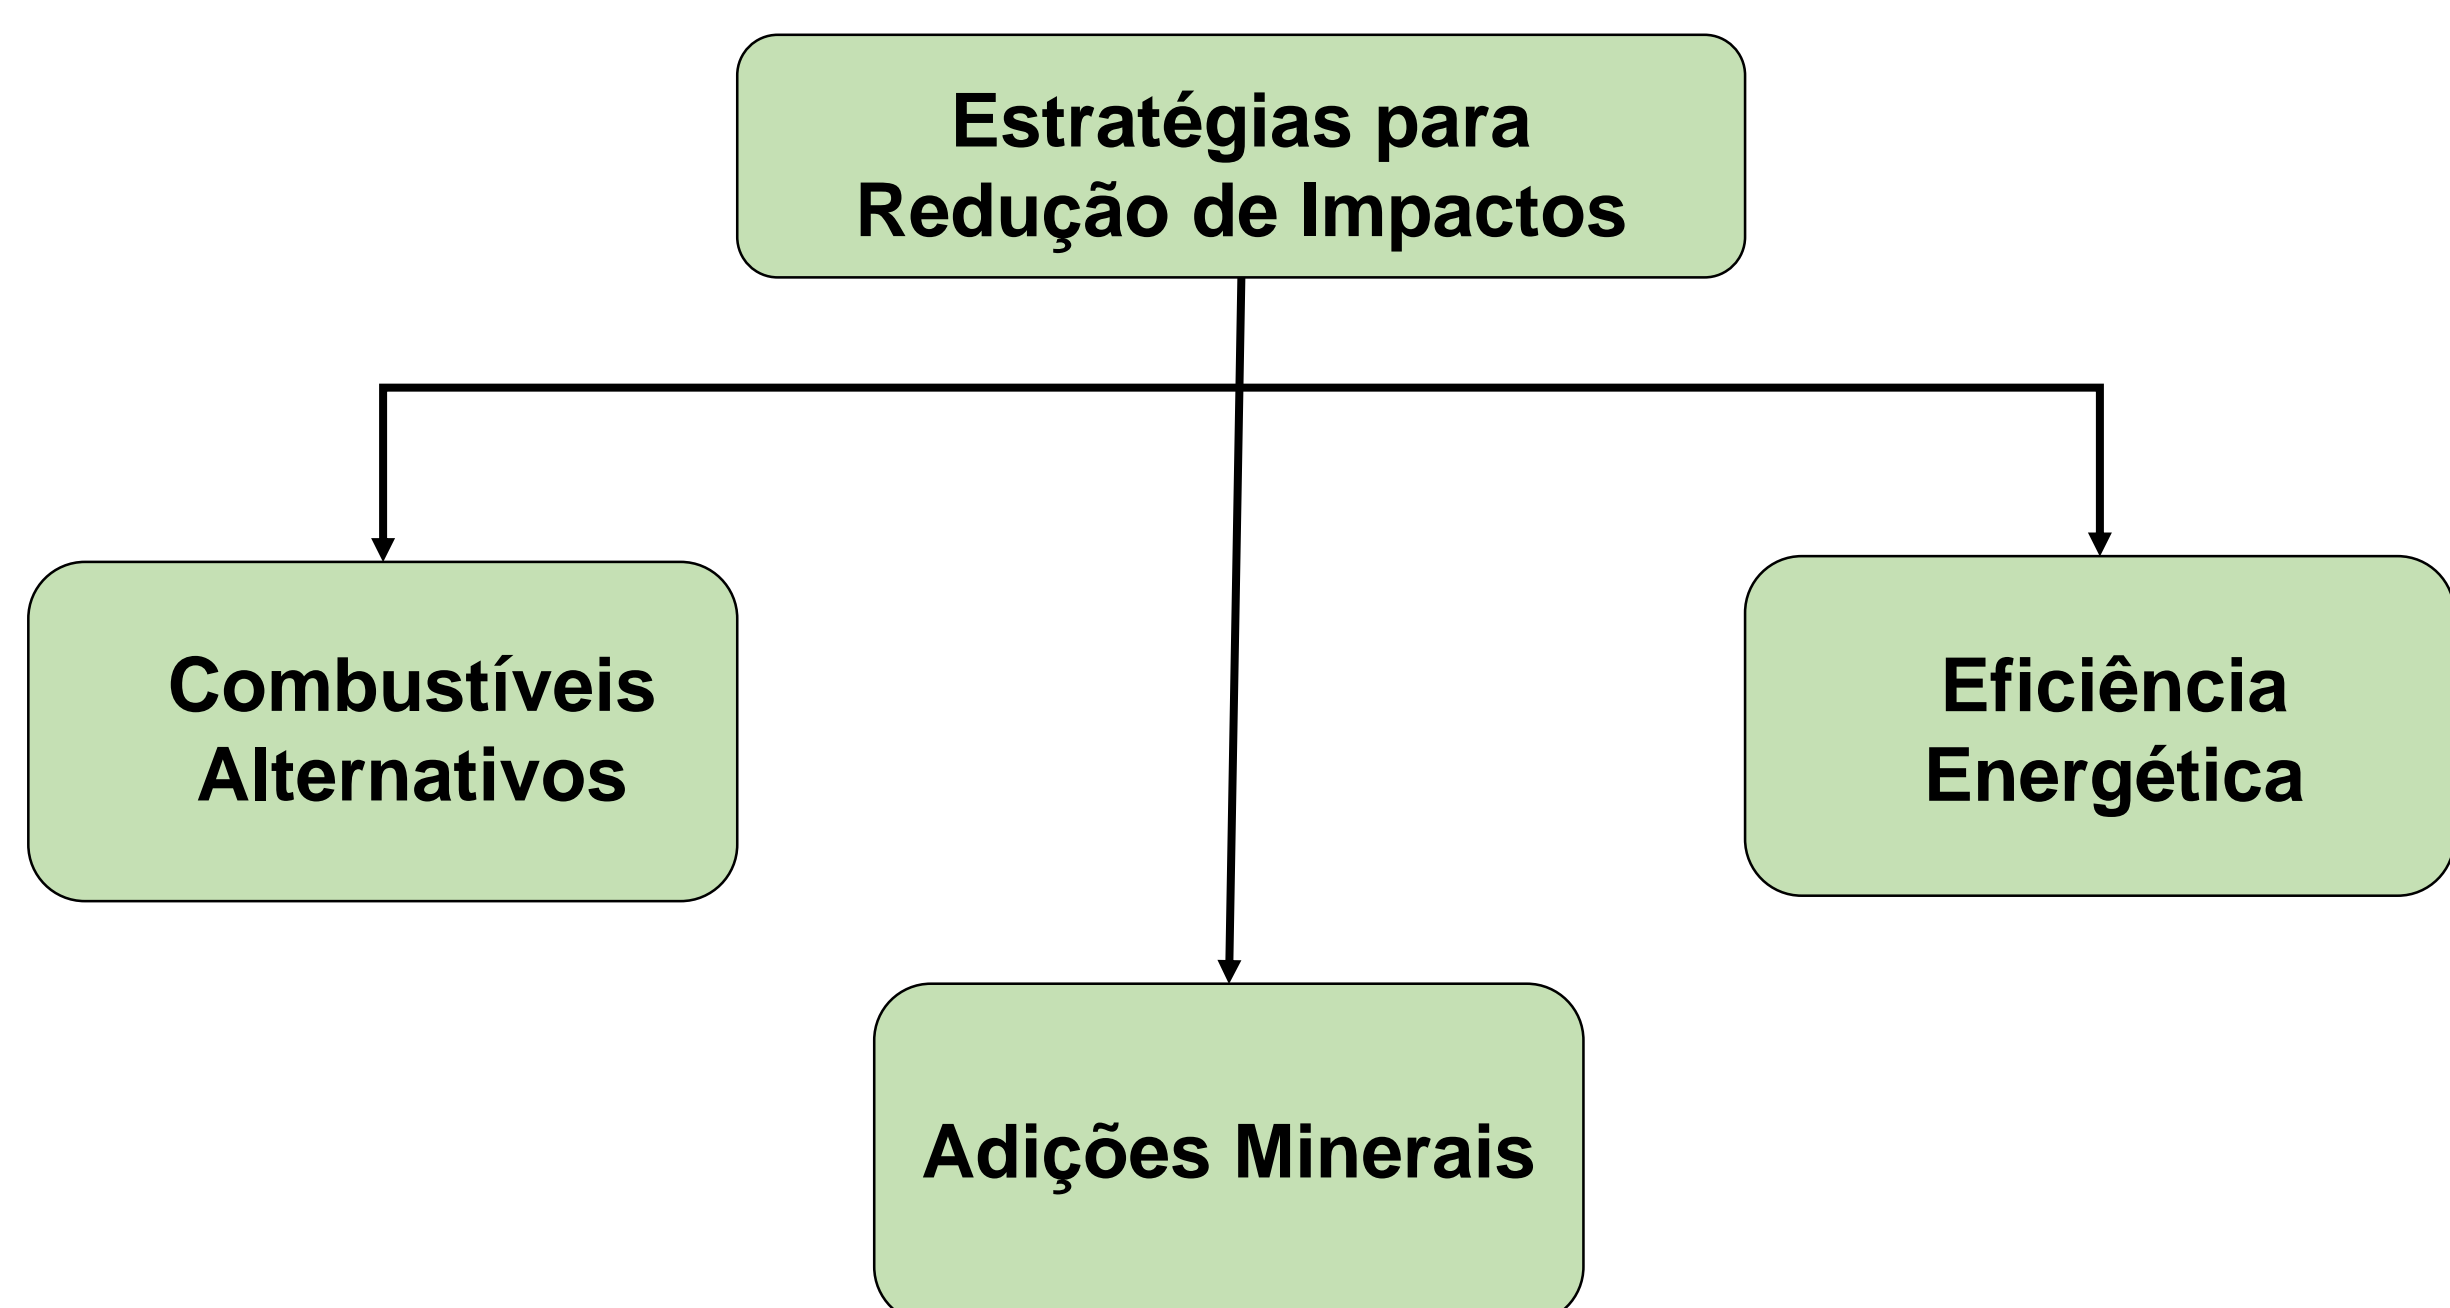 Estratégias para
Redução de Impactos
Combustíveis
Alternativos
Eficiência
Energética
Adições Minerais